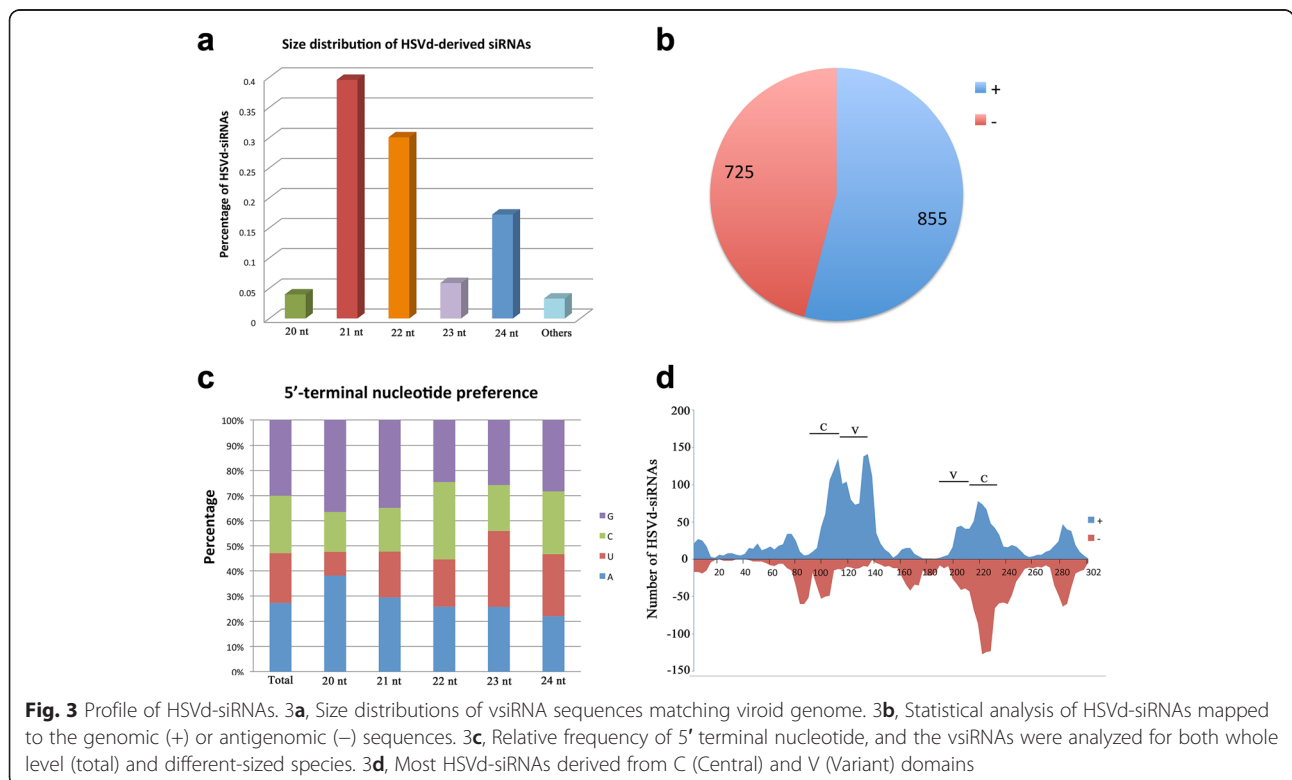 a
Size distribution of HSVd-derived siRNAs
Percentage of HSVd-siRNAs
0.4
0.35
0.3
0.25
0.2
0.15
0.1
0.05
0
20 nt 21 nt 22 nt 23 nt 24 nt Others
b
+
-
725
855
c
5′-terminal nucleotide preference
Percentage
100%
90%
80%
70%
60%
50%
40%
30%
20%
10%
0%
Total 20 nt 21 nt 22 nt 23 nt 24 nt
G
C
U
A
d
Number of HSVd-siRNAs
200
150
100
50
0
-50
-100
-150
C V V C
20 40 60 80 100 120 140 160 180 200 220 240 260 280 302
+
-
Fig. 3 Profile of HSVd-siRNAs. 3a, Size distributions of vsiRNA sequences matching viroid genome. 3b, Statistical analysis of HSVd-siRNAs mapped
to the genomic (+) or antigenomic (−) sequences. 3c, Relative frequency of 5′ terminal nucleotide, and the vsiRNAs were analyzed for both whole
level (total) and different-sized species. 3d, Most HSVd-siRNAs derived from C (Central) and V (Variant) domains